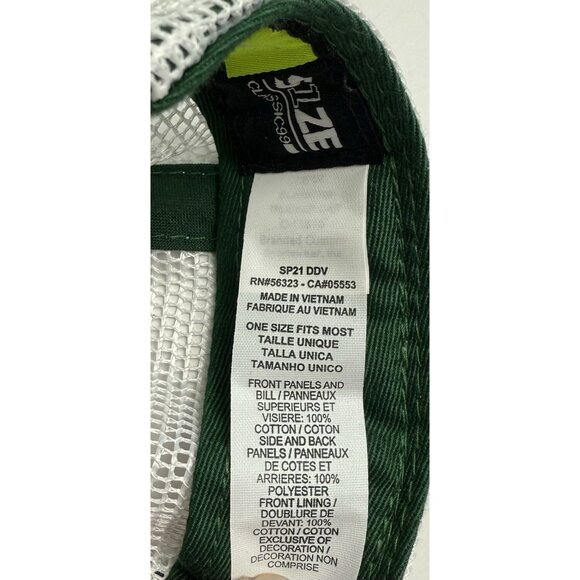 SP21 DDV
RN#56323 - CA#05553
MADE IN VIETNAM
FABRIQUE AU VIETNAM
ONE SIZE FITS MOST
TAILLE UNIQUE
TALLA UNICA
TAMANHO UNICO
FRONT PANELS AND
BILL / PANNEAUX
SUPERIEURS ET
VISIERE: 100%
COTTON / COTON
SIDE AND BACK
PANELS / PANNEAUX
DE COTES ET
ARRIERES: 100%
POLYESTER
FRONT LINING /
DOUBLURE DE
DEVANT: 100%
COTTON / COTON
EXCLUSIVE OF
DECORATION /
DECORATION NON
COMPRISE